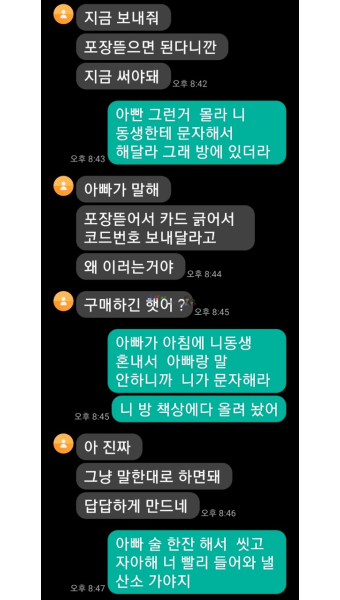 지금 보내줘
포장뜯으면 된다니깐
지금 써야돼
오후 8:42
아빤 그런거 몰라 니
동생한테 문자해서
해달라 그래 방에 있더라
오후 8:43
아빠가 말해
포장뜯어서 카드 긁어서
코드번호 보내달라고
왜 이러는거야
오후 8:44
구매하긴 햇어 ?
오후 8:45
아빠가 아침에 니동생
혼내서 아빠랑 말
안하니까 니가 문자해라
니 방 책상에다 올려 놨어
오후 8:45
아 진짜
그냥 말한대로 하면돼
답답하게 만드네
오후 8:46
아빠 술 한잔 해서 씻고
자아해 너 빨리 들어와 낼
산소 가야지
오후 8:47